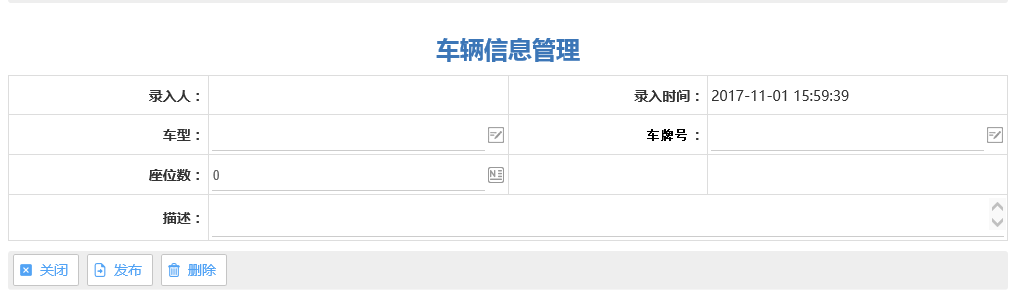 车辆信息管理
录入人：
录入时间： 2017-11-01 15:59:39
车型：
车牌号 ：
座位数： 0
描述：
关闭 发布 删除